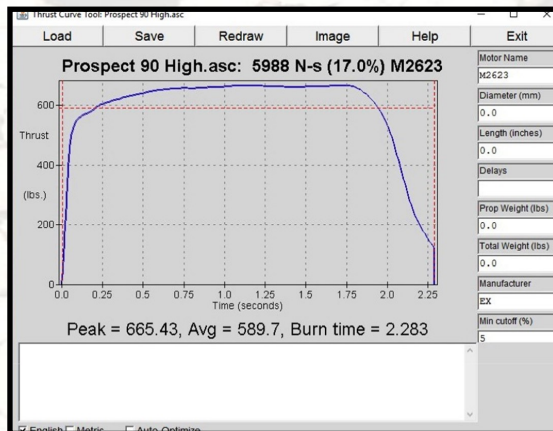 Thrust Curve Tool: Prospect 90 High.asc
Load Save Redraw Image Help Exit
Prospect 90 High.asc: 5988 N-s (17.0%) M2623
600
Thrust
400
(lbs.)
200
0
0.0 0.25 0.5 0.75 1.0 1.25 1.5 1.75 2.0 2.25
Time (seconds)
Peak = 665.43, Avg = 589.7, Burn time = 2.283
Motor Name
M2623
Diameter (mm)
0.0
Length (inches)
0.0
Delays
Prop Weight (lbs)
0.0
Total Weight (lbs)
0.0
Manufacturer
EX
Min cutoff (%)
5
English Metric Auto-Optimize